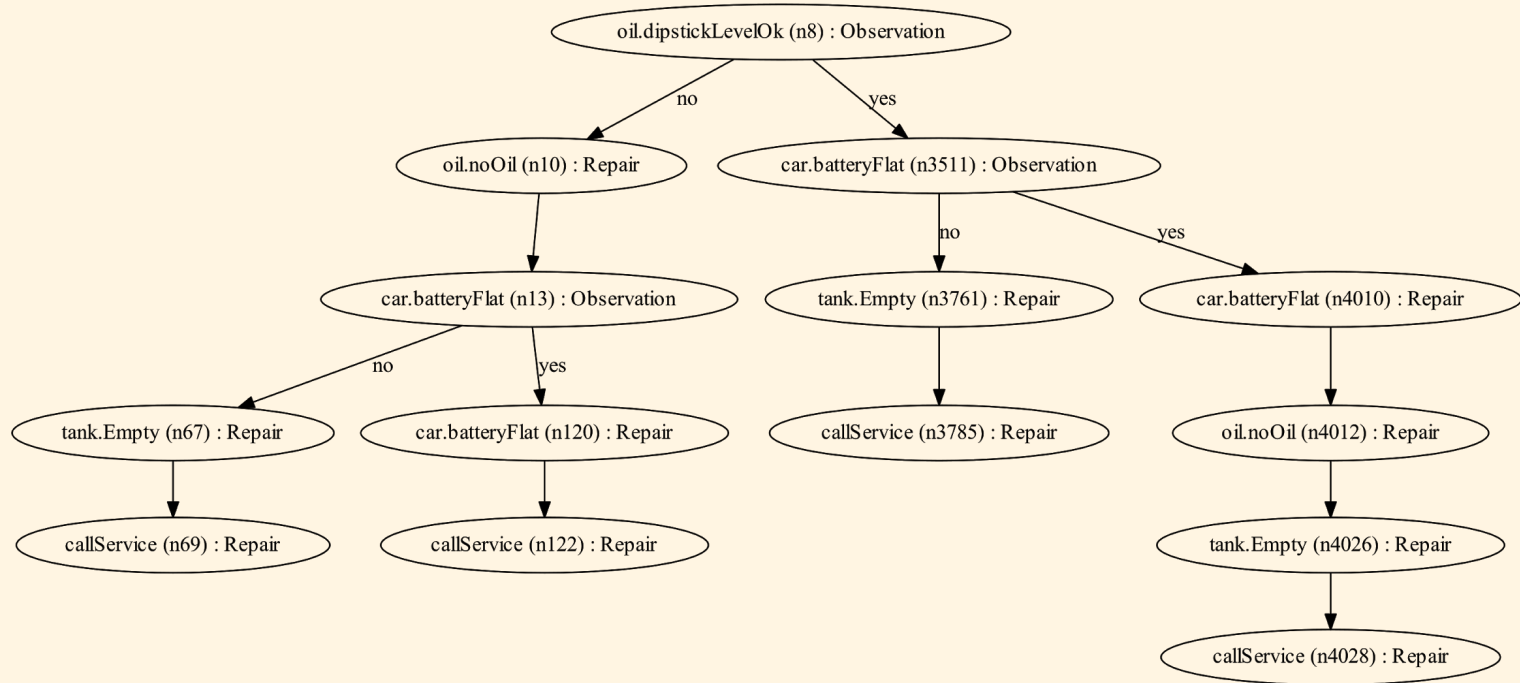 oil.dipstickLevelOk (n8) : Observation
no
yes
oil.noOil (n10) : Repair
car.batteryFlat (n3511) : Observation
no
yes
car.batteryFlat (n13) : Observation
tank.Empty (n3761) : Repair
car.batteryFlat (n4010) : Repair
no
yes
tank.Empty (n67) : Repair
car.batteryFlat (n120) : Repair
callService (n3785) : Repair
oil.noOil (n4012) : Repair
callService (n69) : Repair
callService (n122) : Repair
tank.Empty (n4026) : Repair
callService (n4028) : Repair